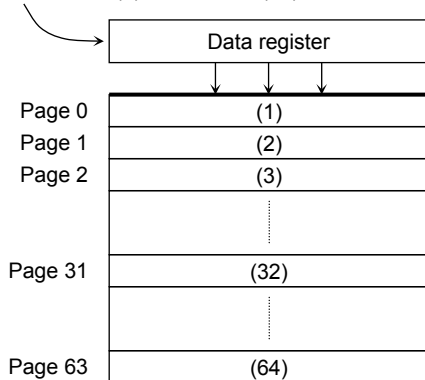 Data register
Page 0 (1)
Page 1 (2)
Page 2 (3)
Page 31 (32)
Page 63 (64)